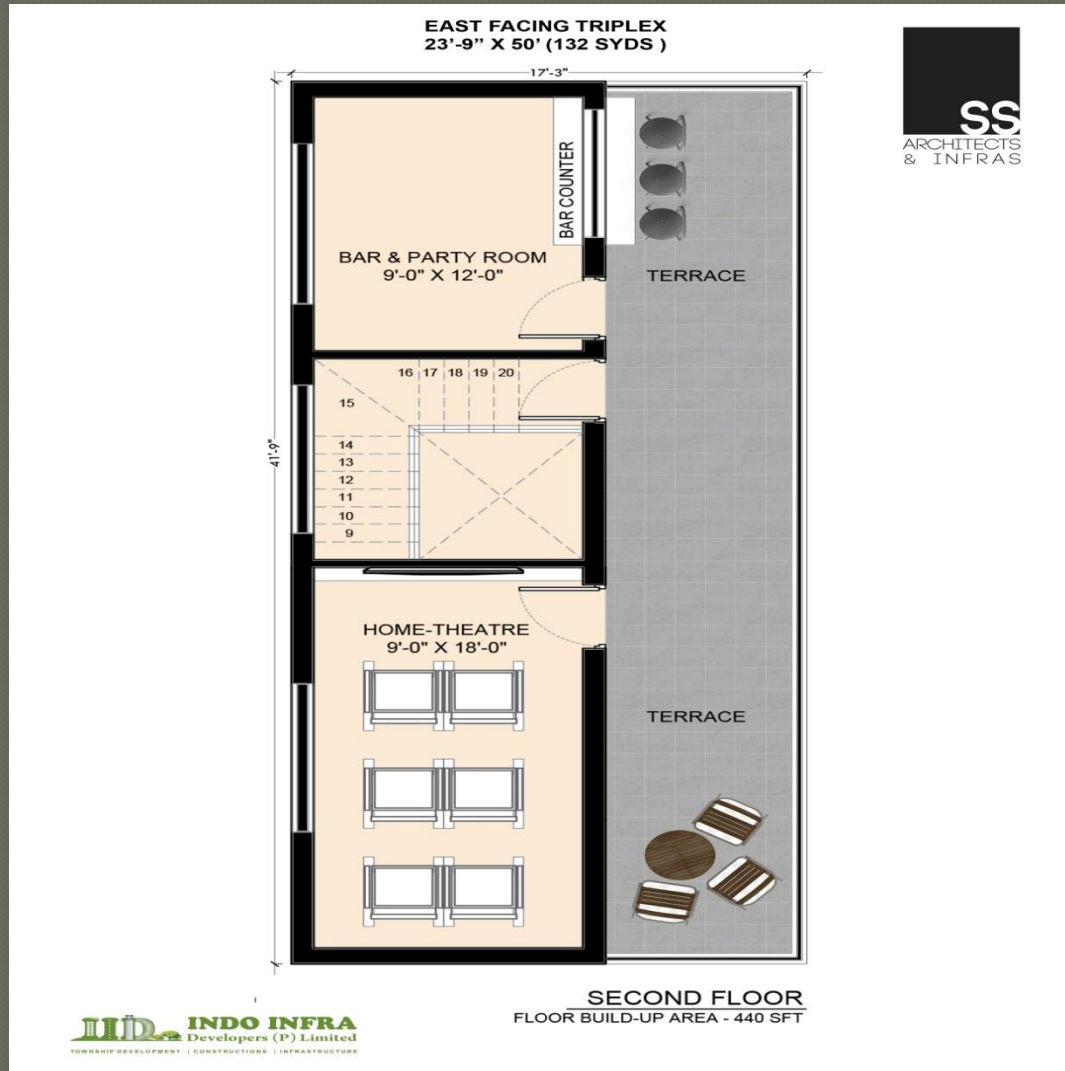 EAST FACING TRIPLEX
23'-9" X 50' (132 SYDS )
SS
ARCHITECTS
& INFRAS
17'-3"
41'-9"
BAR COUNTER
BAR & PARTY ROOM
9'-0" X 12'-0"
TERRACE
16 17 18 19 20
15
14
13
12
11
10
9
HOME-THEATRE
9'-0" X 18'-0"
TERRACE
SECOND FLOOR
FLOOR BUILD-UP AREA - 440 SFT
IID
INDO INFRA
Developers (P) Limited
TOWNSHIP DEVELOPMENT | CONSTRUCTIONS | INFRASTRUCTURE